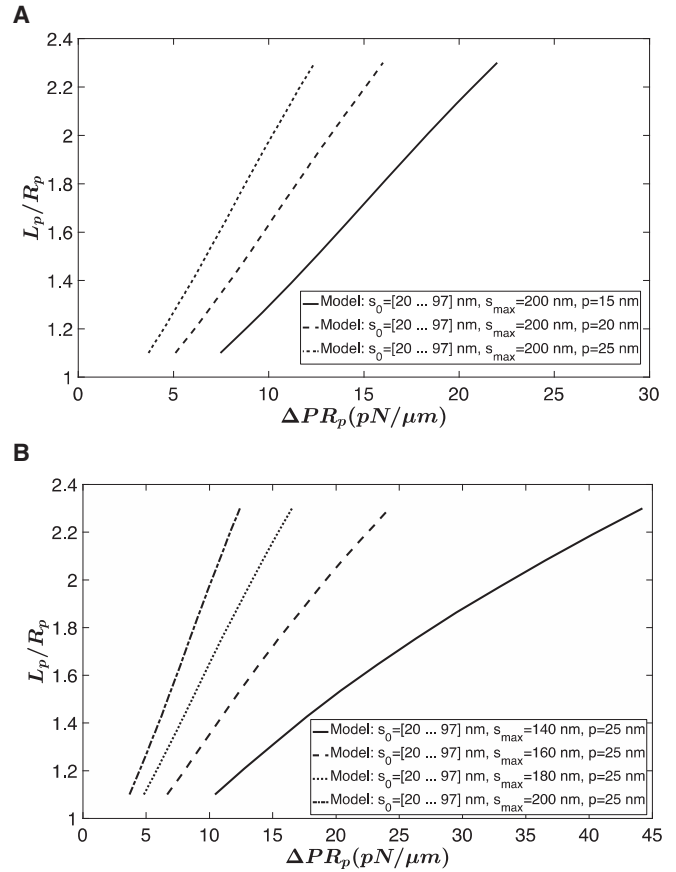 A
2.4
2.2
2
1.8
1.6
1.4
1.2
1
L_p/R_p
0 5 10 15 20 25 30
ΔPR_p(pN/μm)
Model: s_0=[20 ... 97] nm, s_max=200 nm, p=15 nm
Model: s_0=[20 ... 97] nm, s_max=200 nm, p=20 nm
Model: s_0=[20 ... 97] nm, s_max=200 nm, p=25 nm
B
2.4
2.2
2
1.8
1.6
1.4
1.2
1
L_p/R_p
0 5 10 15 20 25 30 35 40 45
ΔPR_p(pN/μm)
Model: s_0=[20 ... 97] nm, s_max=140 nm, p=25 nm
Model: s_0=[20 ... 97] nm, s_max=160 nm, p=25 nm
Model: s_0=[20 ... 97] nm, s_max=180 nm, p=25 nm
Model: s_0=[20 ... 97] nm, s_max=200 nm, p=25 nm